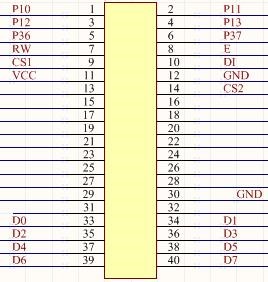 P10 1 2 P11
P12 3 4 P13
P36 5 6 P37
RW 7 8 E
CS1 9 10 DI
VCC 11 12 GND
13 14 CS2
15 16
17 18
19 20
21 22
23 24
25 26
27 28
29 30 GND
31 32
D0 33 34 D1
D2 35 36 D3
D4 37 38 D5
D6 39 40 D7